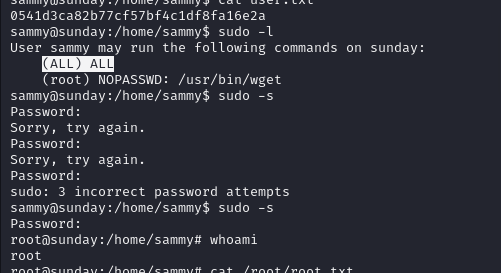 sammy@sunday:/home/sammy$ cat user.txt
0541d3ca82b77cf57bf4c1df8fa16e2a
sammy@sunday:/home/sammy$ sudo -l
User sammy may run the following commands on sunday:
    (ALL) ALL
    (root) NOPASSWD: /usr/bin/wget
sammy@sunday:/home/sammy$ sudo -s
Password:
Sorry, try again.
Password:
Sorry, try again.
Password:
sudo: 3 incorrect password attempts
sammy@sunday:/home/sammy$ sudo -s
Password:
root@sunday:/home/sammy# whoami
root
root@sunday:/home/sammy# cat /root/root.txt